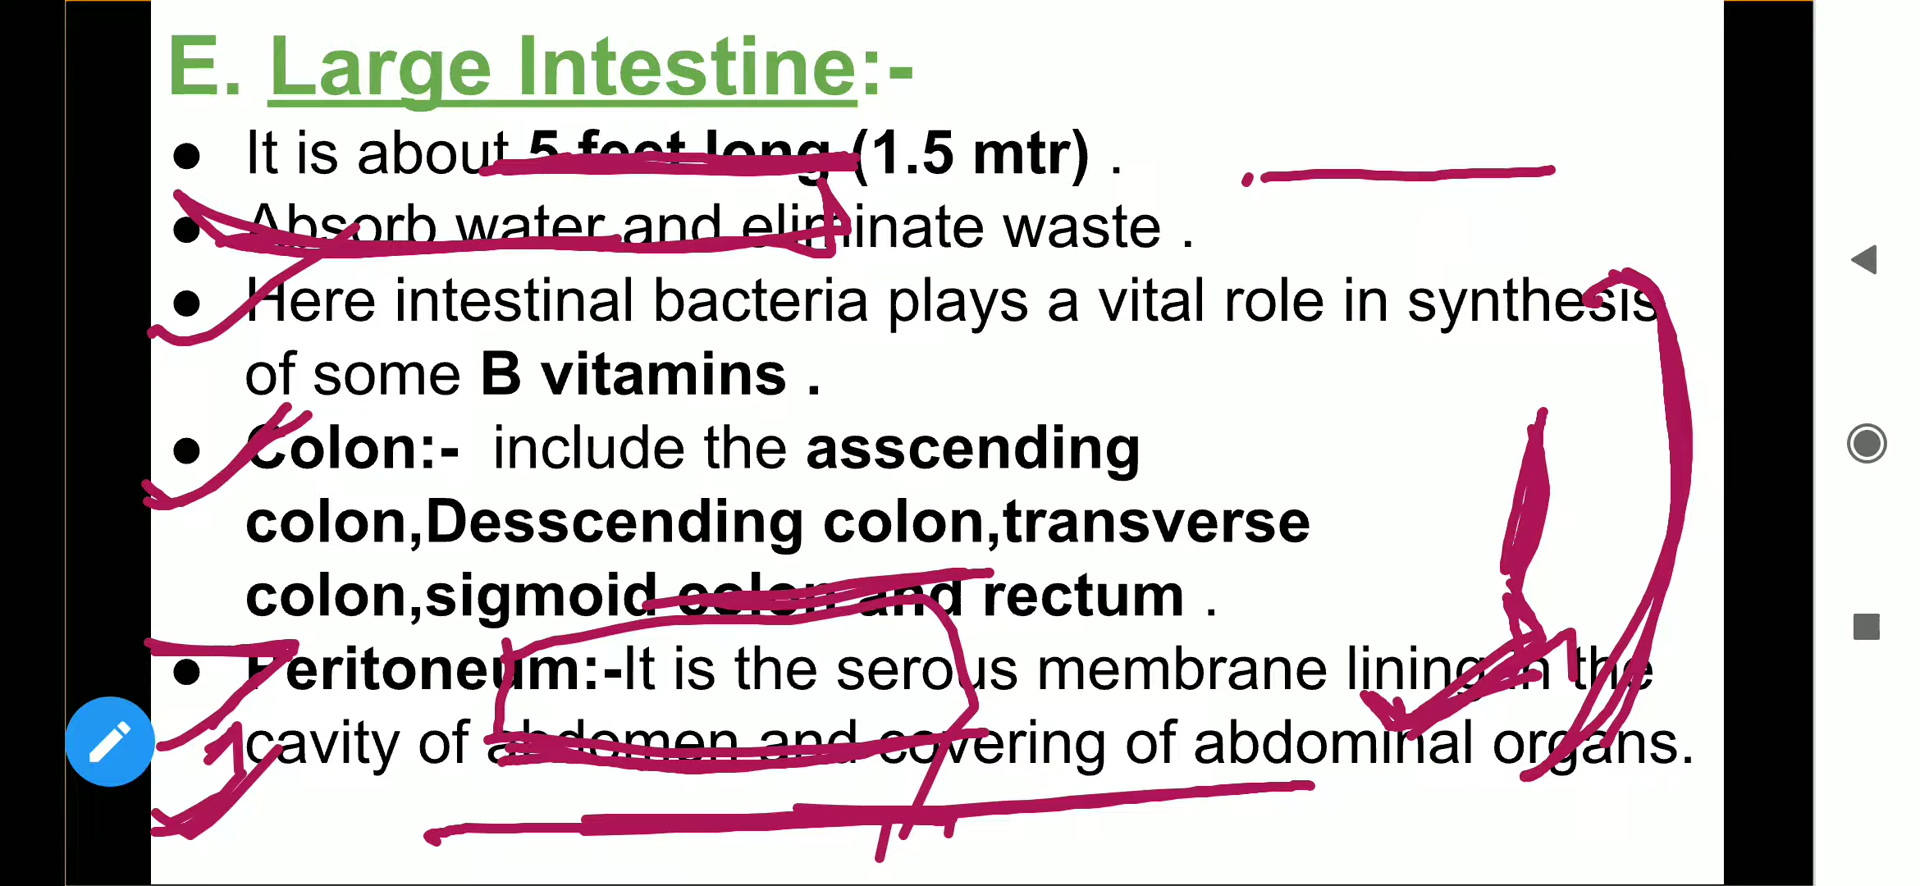 E. Large Intestine:-
● It is about 5 feet long (1.5 mtr) .
● Absorb water and eliminate waste .
● Here intestinal bacteria plays a vital role in synthesis
of some B vitamins .
● Colon:- include the asscending
colon,Desscending colon,transverse
colon,sigmoid colon and rectum .
● Peritoneum:-It is the serous membrane lining in the
cavity of abdomen and covering of abdominal organs.